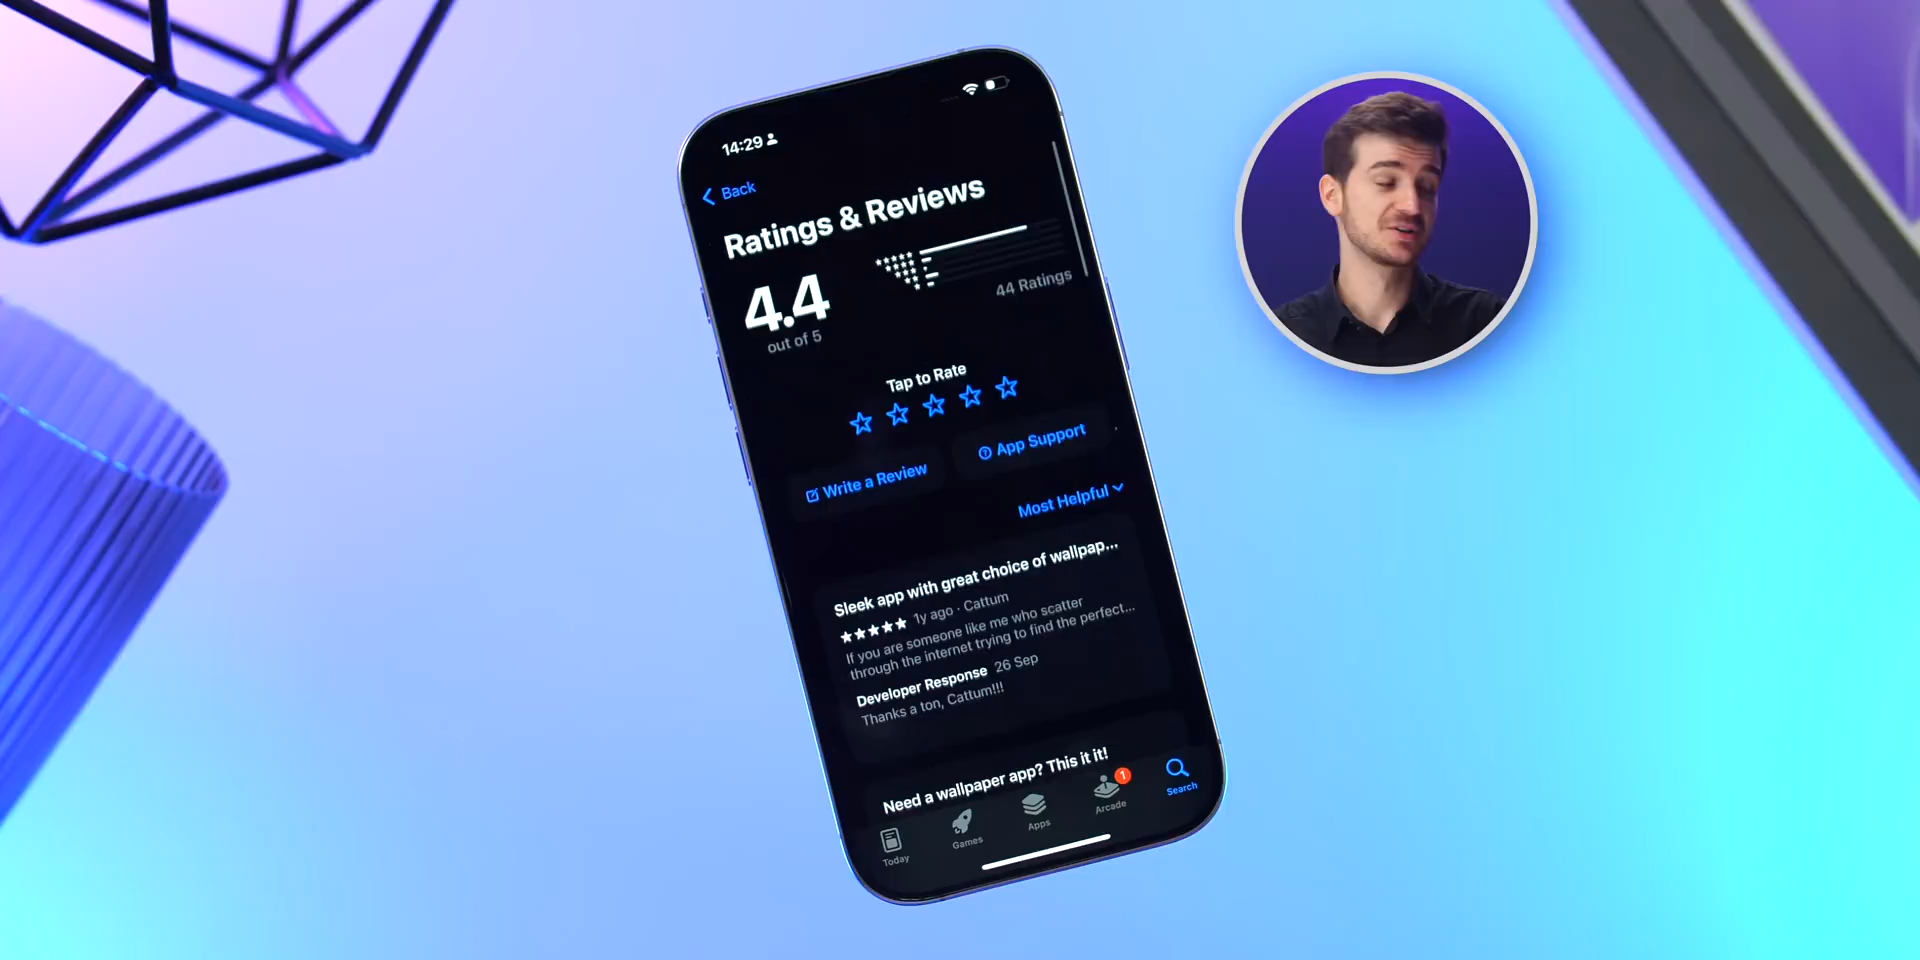 14:29
Back
Ratings & Reviews
4.4
out of 5
44 Ratings
Tap to Rate
Write a Review
App Support
Most Helpful
Sleek app with great choice of wallpap...
★★★★★ 1y ago · Cattum
If you are someone like me who scatter
through the internet trying to find the perfect...
Developer Response 26 Sep
Thanks a ton, Cattum!!!
Need a wallpaper app? This it it!
Today
Games
Apps
Arcade
1
Search